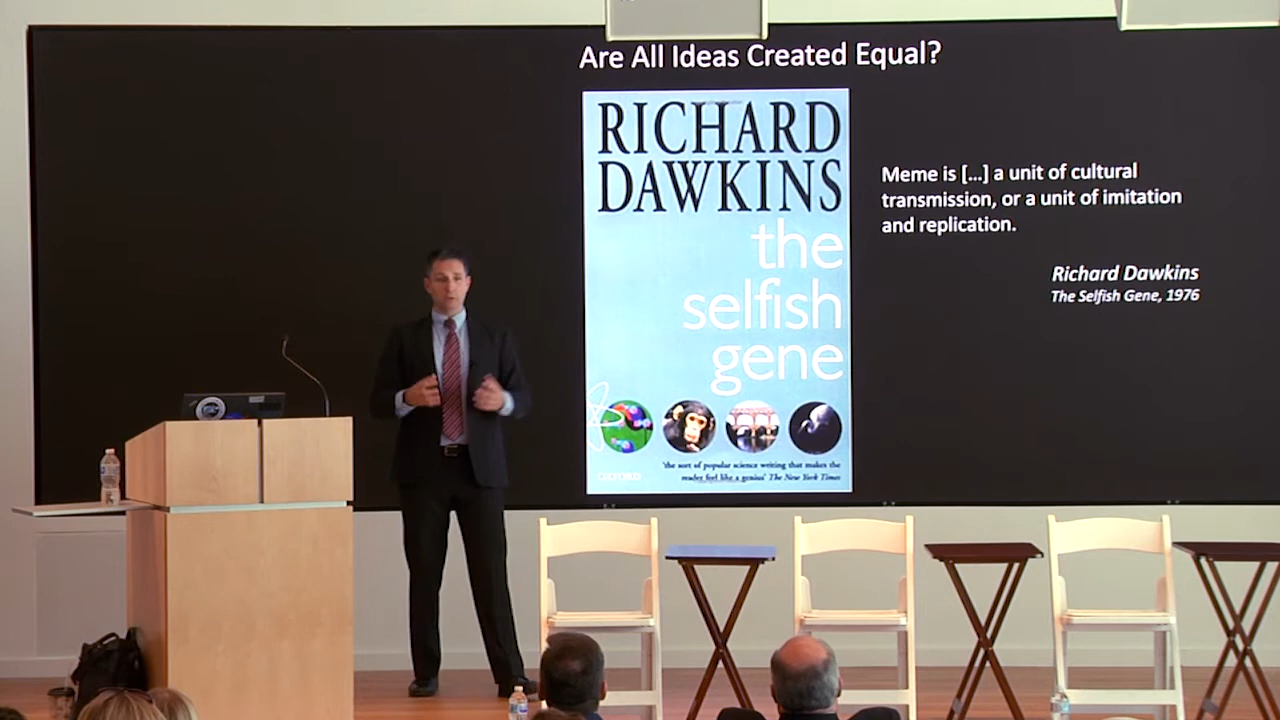 Are All Ideas Created Equal?
RICHARD
DAWKINS
the
selfish
gene
OXFORD
'the sort of popular science writing that makes the
reader feel like a genius' The New York Times
Meme is [...] a unit of cultural
transmission, or a unit of imitation
and replication.
Richard Dawkins
The Selfish Gene, 1976